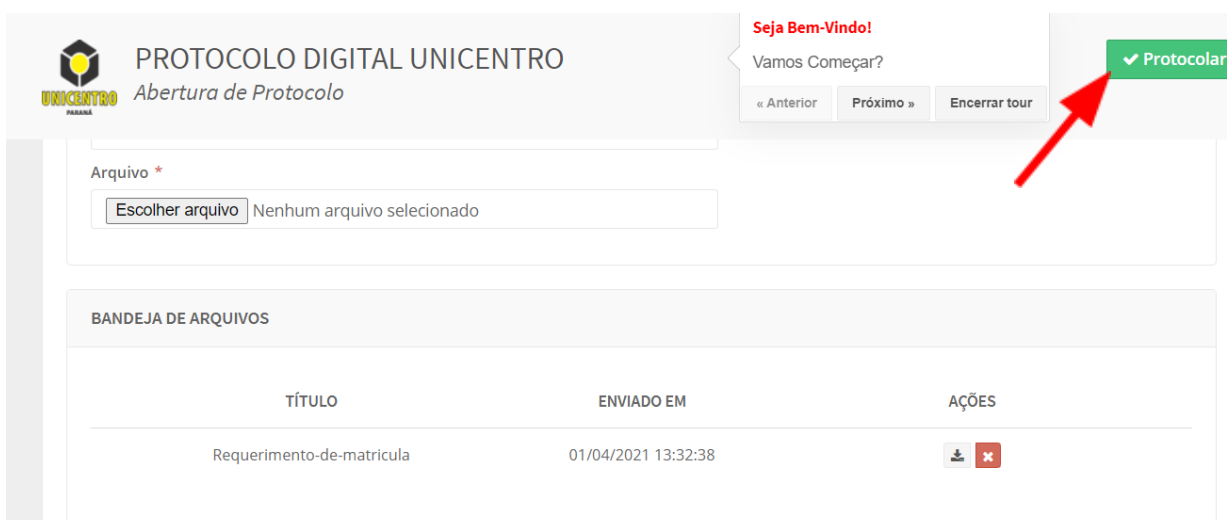 PROTOCOLO DIGITAL UNICENTRO
Abertura de Protocolo
UNICENTRO
PARANÁ
Seja Bem-Vindo!
Vamos Começar?
« Anterior Próximo » Encerrar tour
Protocolar
Arquivo *
Escolher arquivo Nenhum arquivo selecionado
BANDEJA DE ARQUIVOS
TÍTULO ENVIADO EM AÇÕES
Requerimento-de-matricula 01/04/2021 13:32:38